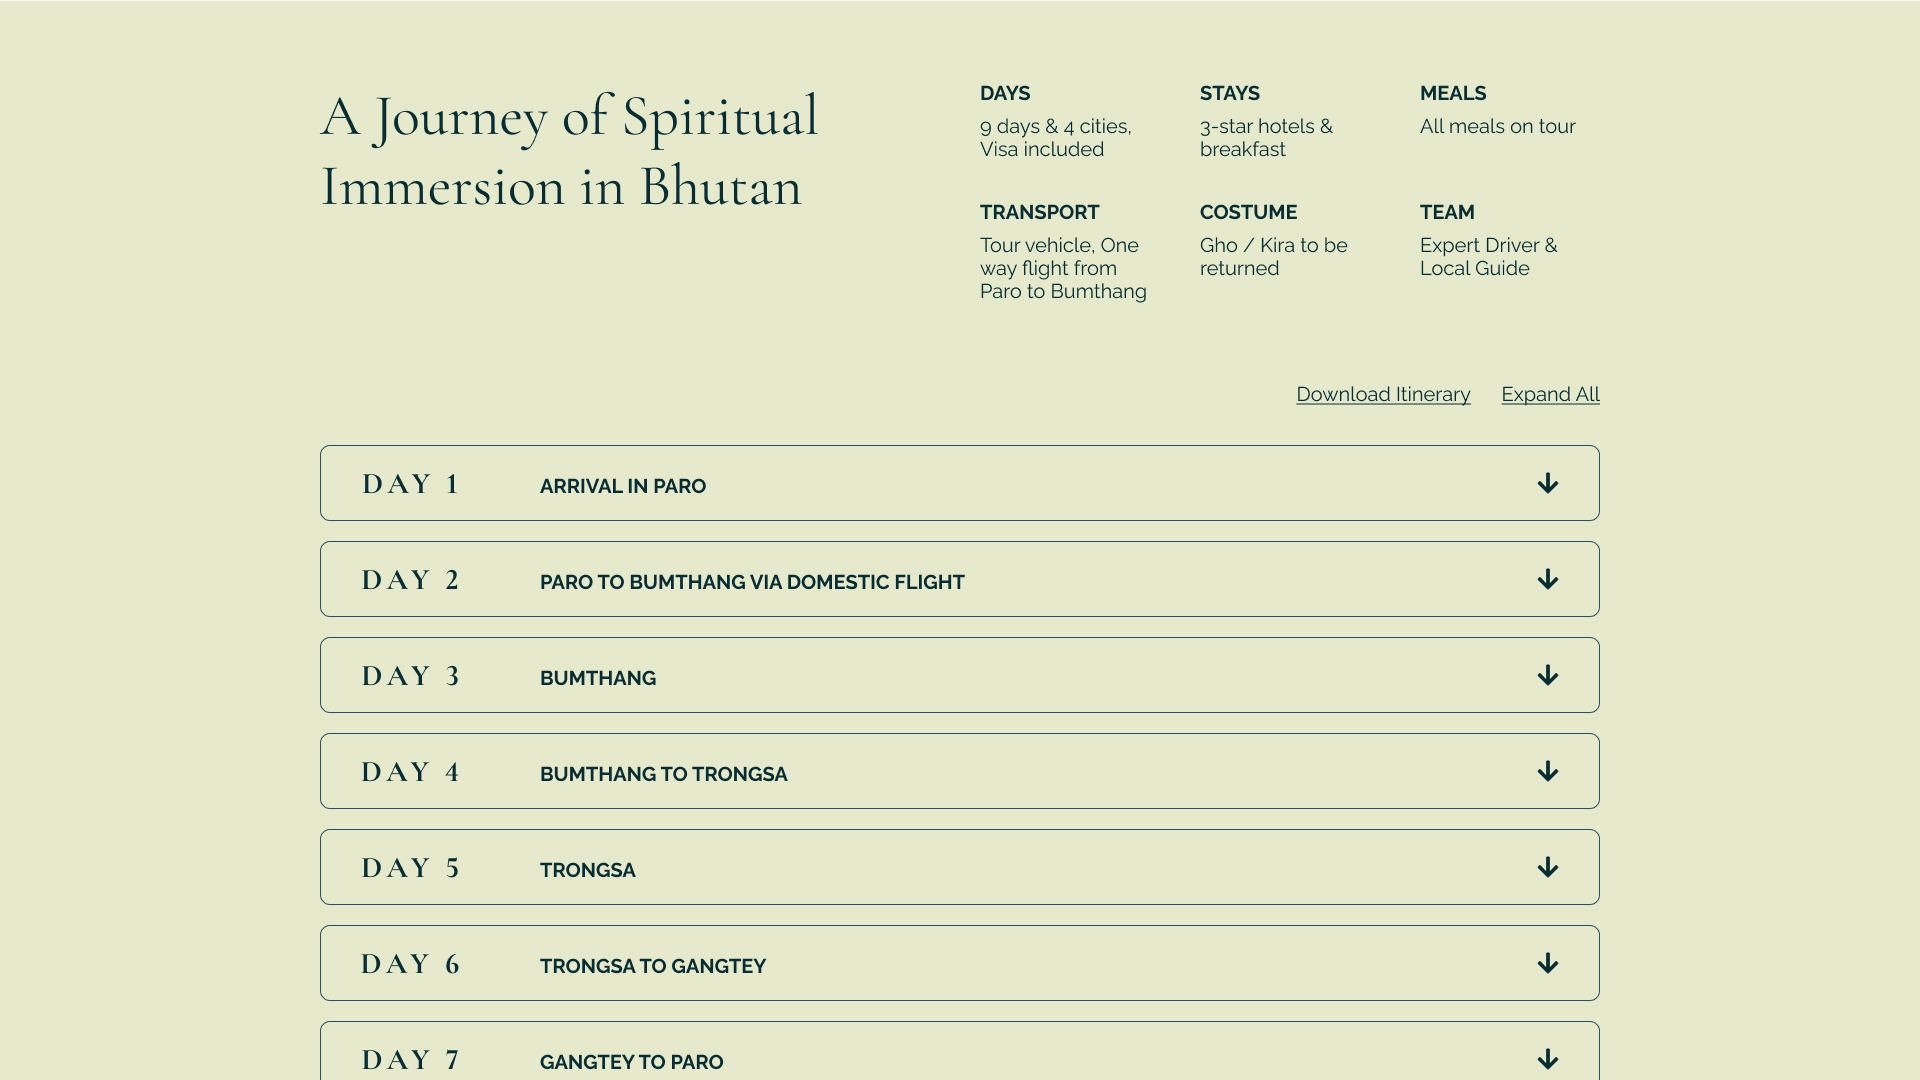 A Journey of Spiritual
Immersion in Bhutan
DAYS
9 days & 4 cities,
Visa included
STAYS
3-star hotels &
breakfast
MEALS
All meals on tour
TRANSPORT
Tour vehicle, One
way flight from
Paro to Bumthang
COSTUME
Gho / Kira to be
returned
TEAM
Expert Driver &
Local Guide
Download Itinerary
Expand All
DAY 1
ARRIVAL IN PARO
DAY 2
PARO TO BUMTHANG VIA DOMESTIC FLIGHT
DAY 3
BUMTHANG
DAY 4
BUMTHANG TO TRONGSA
DAY 5
TRONGSA
DAY 6
TRONGSA TO GANGTEY
DAY 7
GANGTEY TO PARO